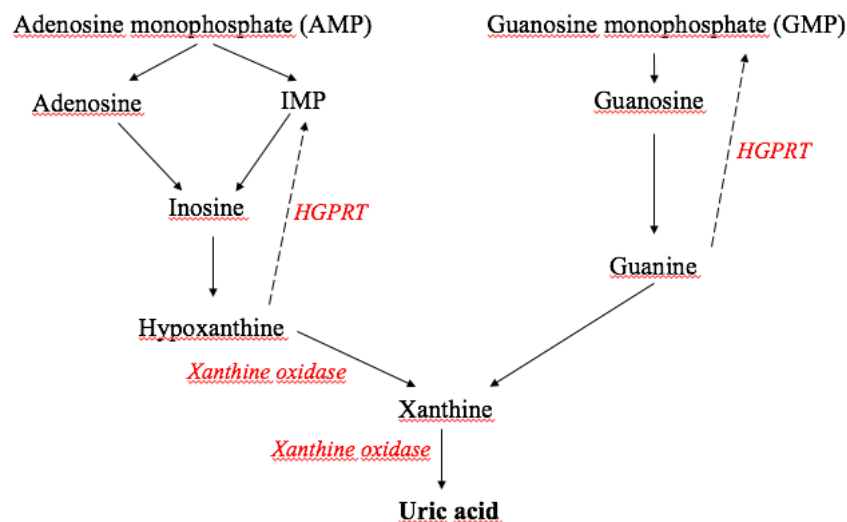 Adenosine monophosphate (AMP)
Guanosine monophosphate (GMP)
Adenosine
IMP
Guanosine
HGPRT
Inosine
HGPRT
Guanine
Hypoxanthine
Xanthine oxidase
Xanthine
Xanthine oxidase
Uric acid